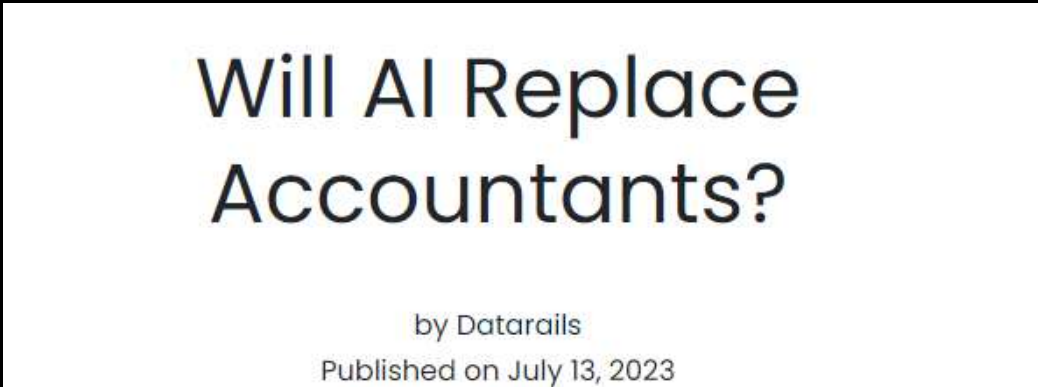 Will AI Replace
Accountants?
by Datarails
Published on July 13, 2023